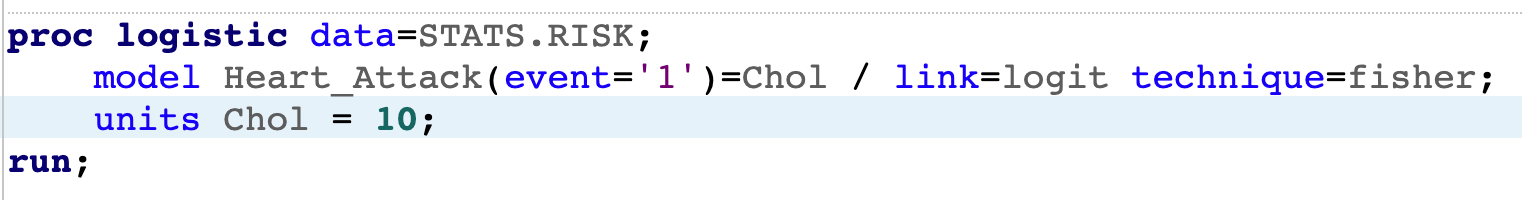 proc logistic data=STATS.RISK;
    model Heart_Attack(event='1')=Chol / link=logit technique=fisher;
    units Chol = 10;
run;